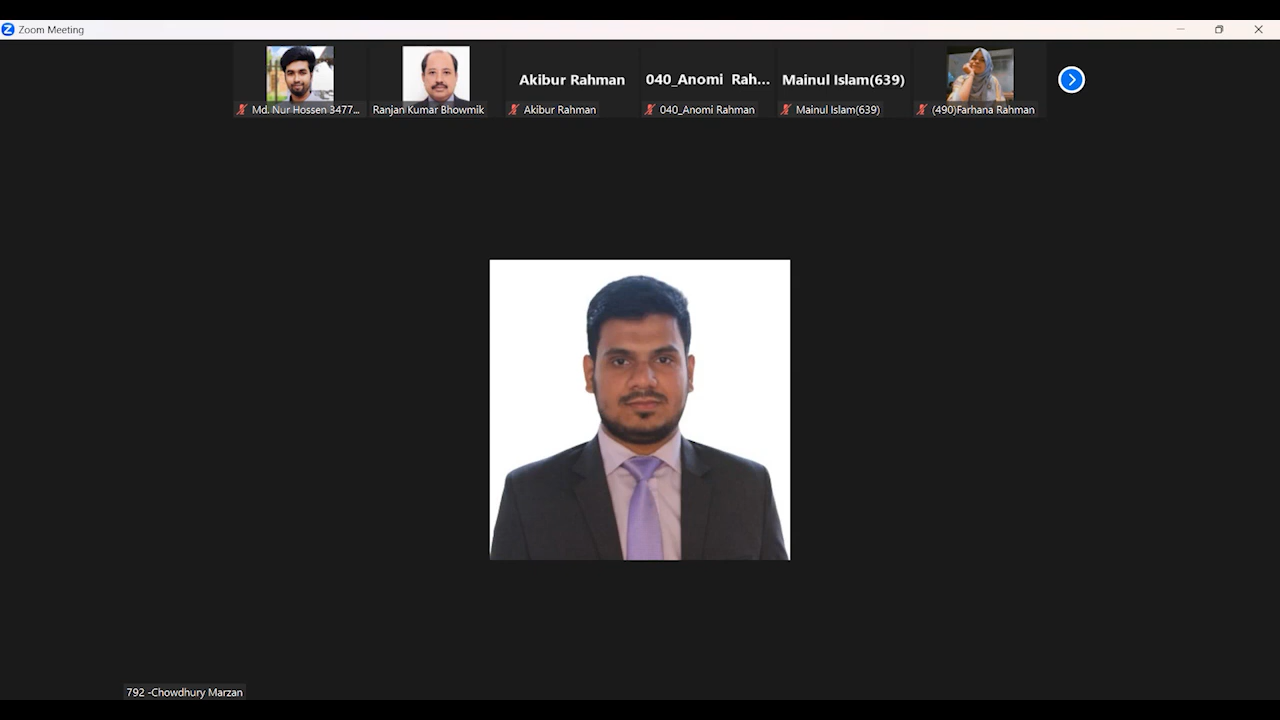 Zoom Meeting
Akibur Rahman
040_Anomi Rah...
Mainul Islam(639)
Md. Nur Hossen 3477...
Ranjan Kumar Bhowmik
Akibur Rahman
040_Anomi Rahman
Mainul Islam(639)
(490)Farhana Rahman
792 -Chowdhury Marzan